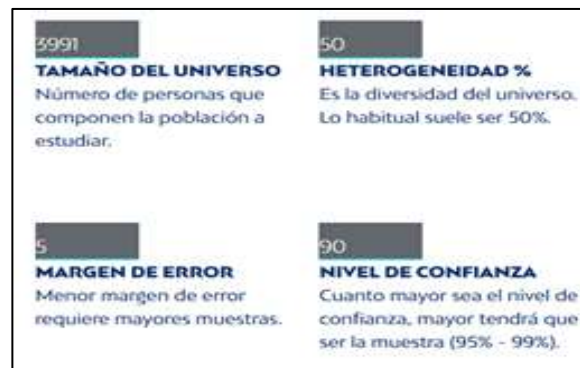 3991
TAMAÑO DEL UNIVERSO
Número de personas que
componen la población a
estudiar.
50
HETEROGENEIDAD %
Es la diversidad del universo.
Lo habitual suele ser 50%.
5
MARGEN DE ERROR
Menor margen de error
requiere mayores muestras.
90
NIVEL DE CONFIANZA
Cuanto mayor sea el nivel de
confianza, mayor tendrá que
ser la muestra (95% - 99%).